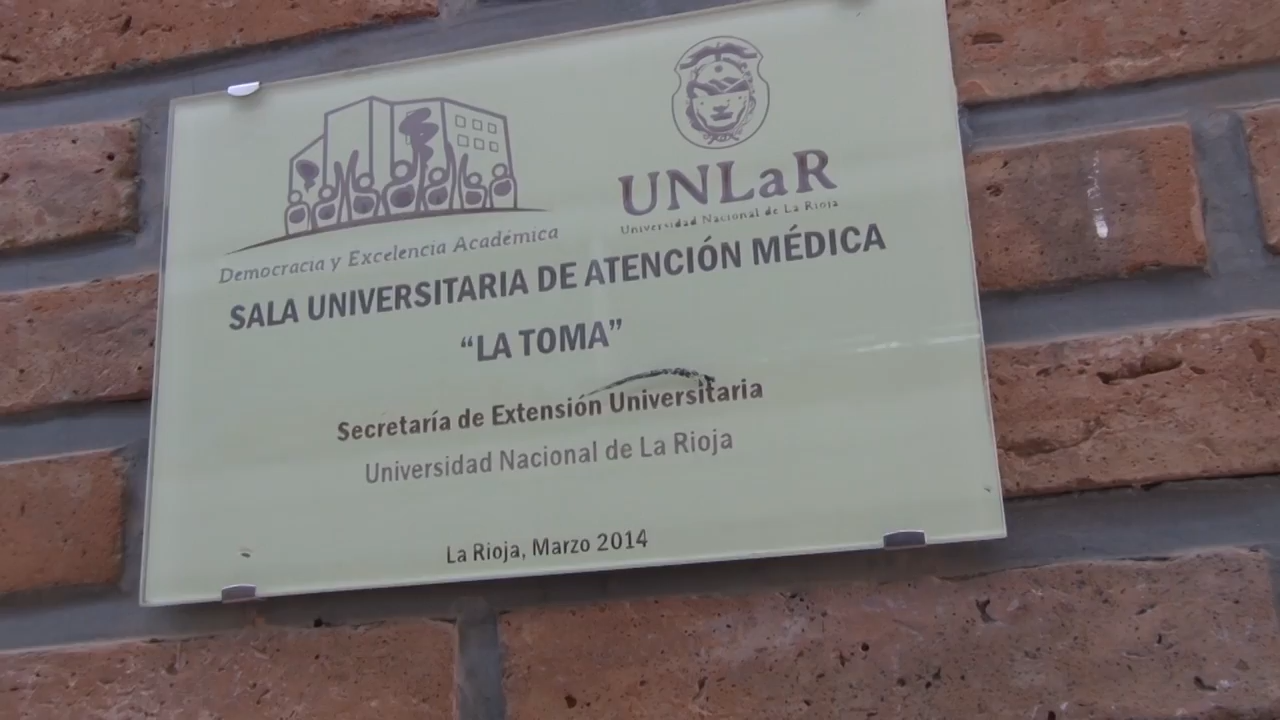 Democracia y Excelencia Académica
UNLaR
Universidad Nacional de La Rioja
SALA UNIVERSITARIA DE ATENCIÓN MÉDICA
“LA TOMA”
Secretaría de Extensión Universitaria
Universidad Nacional de La Rioja
La Rioja, Marzo 2014